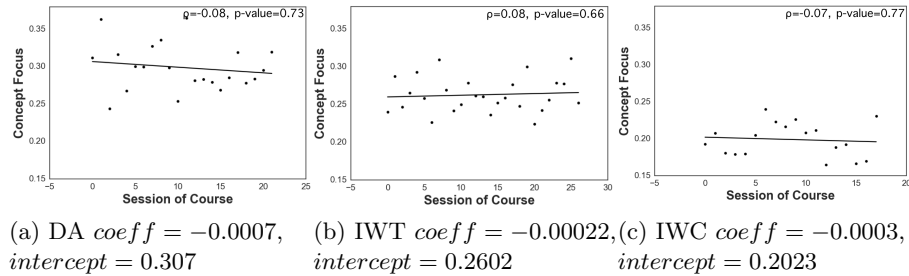 ρ=-0.08, p-value=0.73
Concept Focus
0.35
0.30
0.25
0.20
0.15
−5 0 5 10 15 20 25
Session of Course
ρ=0.08, p-value=0.66
Concept Focus
0.35
0.30
0.25
0.20
0.15
−5 0 5 10 15 20 25 30
Session of Course
ρ=-0.07, p-value=0.77
Concept Focus
0.35
0.30
0.25
0.20
0.15
−5 0 5 10 15 20
Session of Course
(a) DA coeff = −0.0007,
intercept = 0.307
(b) IWT coeff = −0.00022,
intercept = 0.2602
(c) IWC coeff = −0.0003,
intercept = 0.2023